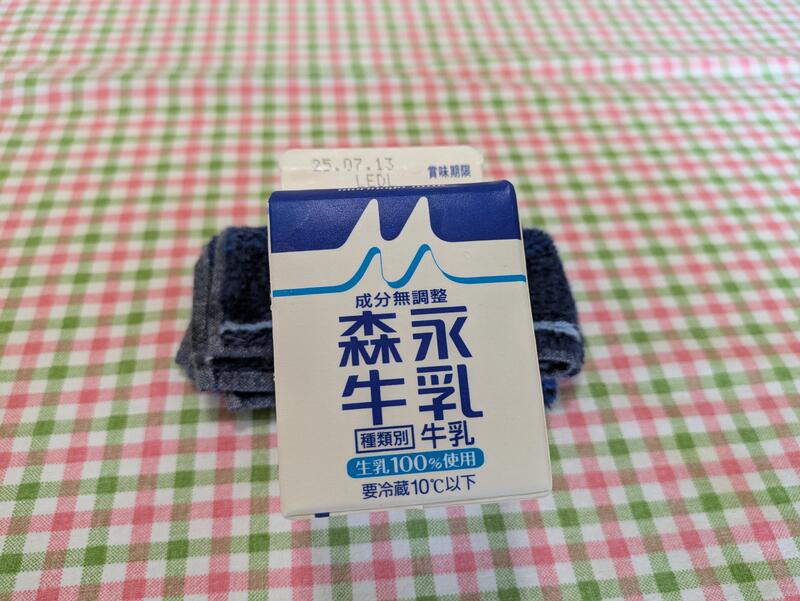 25.07.13 賞味期限
LEDL
成分無調整
森永
牛乳
種類別 牛乳
生乳100%使用
要冷蔵10℃以下